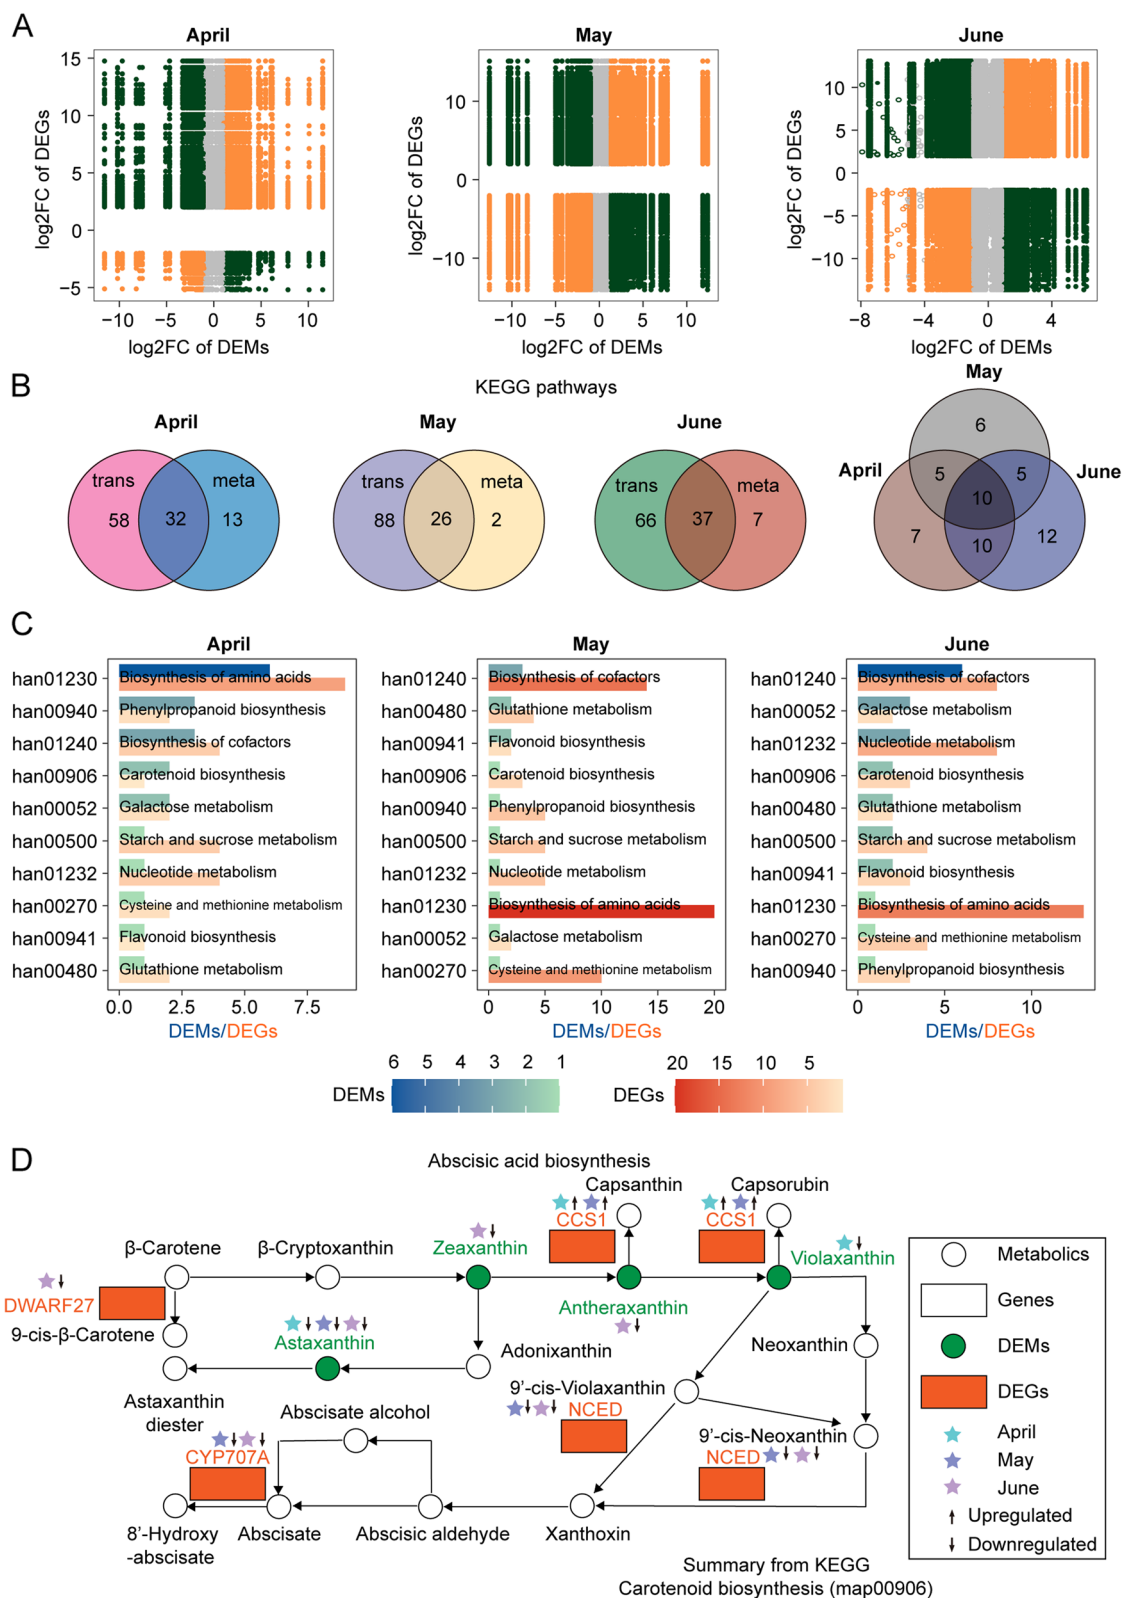 A
April
May
June
log2FC of DEGs
15
10
5
0
−5
−10
−5
0
5
10
log2FC of DEMs
log2FC of DEGs
10
0
−10
−10
−5
0
5
10
log2FC of DEMs
log2FC of DEGs
10
5
0
−5
−10
−8
−4
0
4
log2FC of DEMs
B
KEGG pathways
April
trans
meta
58
32
13
May
trans
meta
88
26
2
June
trans
meta
66
37
7
May
April
June
6
5
5
10
7
10
12
C
April
han01230
Biosynthesis of amino acids
han00940
Phenylpropanoid biosynthesis
han01240
Biosynthesis of cofactors
han00906
Carotenoid biosynthesis
han00052
Galactose metabolism
han00500
Starch and sucrose metabolism
han01232
Nucleotide metabolism
han00270
Cysteine and methionine metabolism
han00941
Flavonoid biosynthesis
han00480
Glutathione metabolism
0.0
2.5
5.0
7.5
DEMs/DEGs
May
han01240
Biosynthesis of cofactors
han00480
Glutathione metabolism
han00941
Flavonoid biosynthesis
han00906
Carotenoid biosynthesis
han00940
Phenylpropanoid biosynthesis
han00500
Starch and sucrose metabolism
han01232
Nucleotide metabolism
han01230
Biosynthesis of amino acids
han00052
Galactose metabolism
han00270
Cysteine and methionine metabolism
0
5
10
15
20
DEMs/DEGs
June
han01240
Biosynthesis of cofactors
han00052
Galactose metabolism
han01232
Nucleotide metabolism
han00906
Carotenoid biosynthesis
han00480
Glutathione metabolism
han00500
Starch and sucrose metabolism
han00941
Flavonoid biosynthesis
han01230
Biosynthesis of amino acids
han00270
Cysteine and methionine metabolism
han00940
Phenylpropanoid biosynthesis
0
5
10
DEMs/DEGs
6 5 4 3 2 1
DEMs
20 15 10 5
DEGs
D
Abscisic acid biosynthesis
Capsanthin
Capsorubin
CCS1
CCS1
β-Carotene
β-Cryptoxanthin
Zeaxanthin
Violaxanthin
DWARF27
9-cis-β-Carotene
Antheraxanthin
Astaxanthin
Adonixanthin
Neoxanthin
Astaxanthin
diester
9’-cis-Violaxanthin
NCED
Abscisate alcohol
9’-cis-Neoxanthin
NCED
CYP707A
8’-Hydroxy
-abscisate
Abscisate
Abscisic aldehyde
Xanthoxin
Metabolics
Genes
DEMs
DEGs
April
May
June
Upregulated
Downregulated
Summary from KEGG
Carotenoid biosynthesis (map00906)